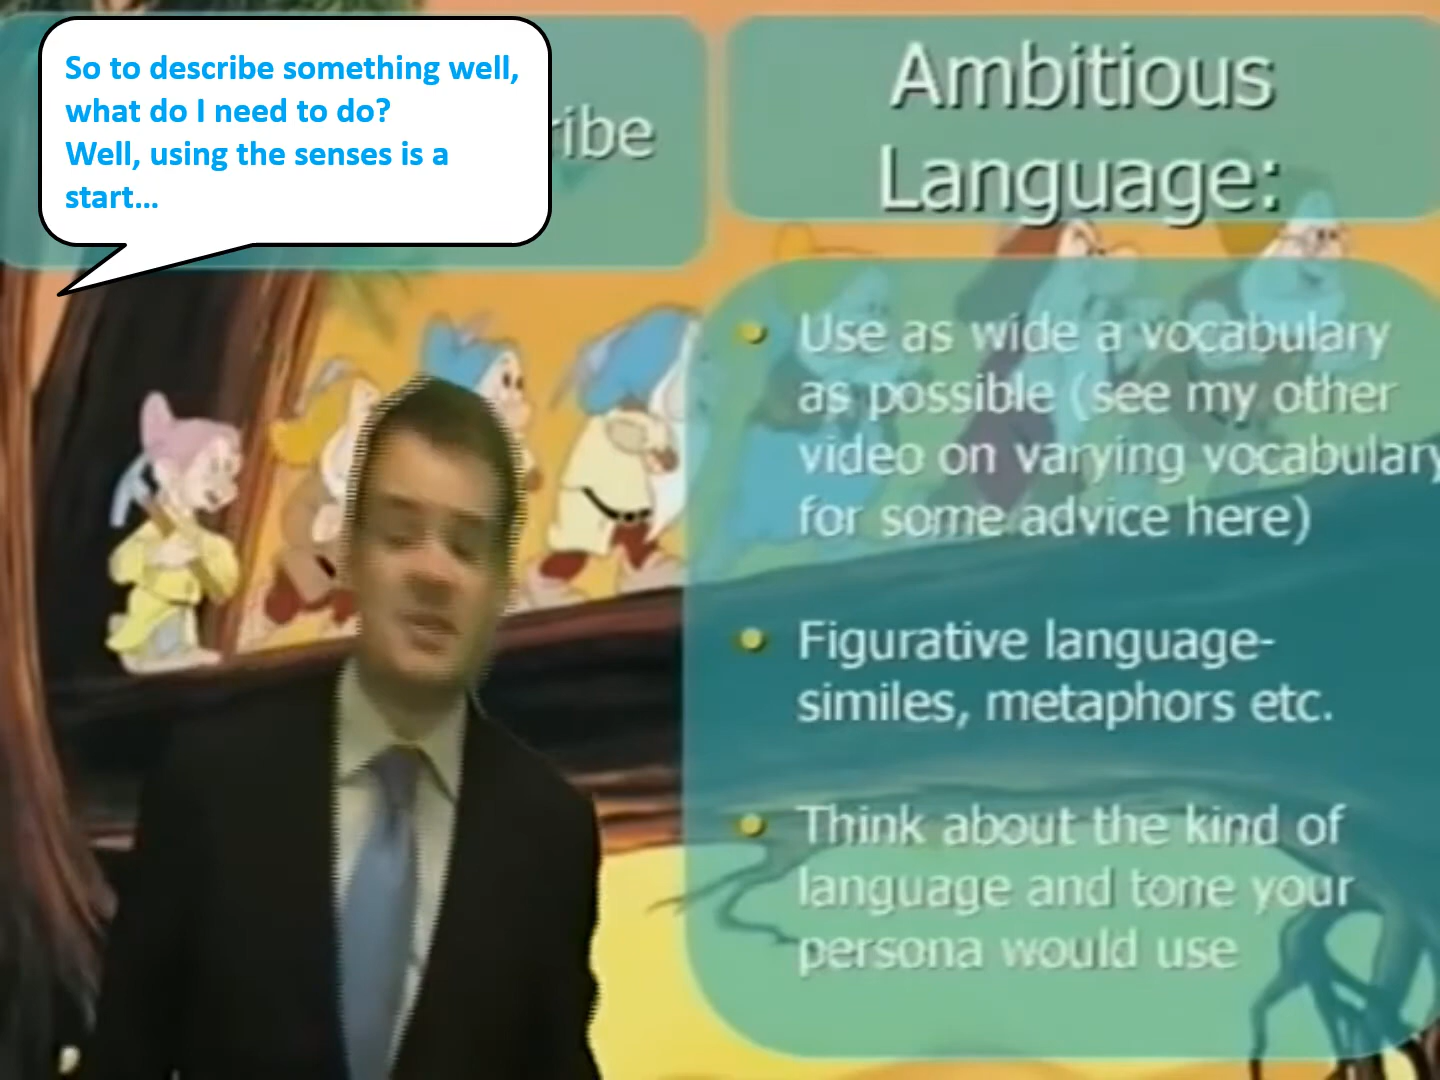 So to describe something well,
what do I need to do?
Well, using the senses is a
start...
ribe
Ambitious
Language:
Use as wide a vocabulary
as possible (see my other
video on varying vocabulary
for some advice here)
Figurative language-
similes, metaphors etc.
Think about the kind of
language and tone your
persona would use